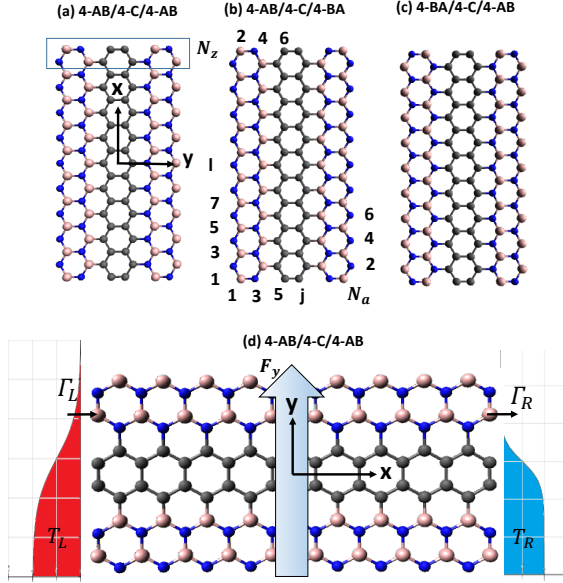 (a) 4-AB/4-C/4-AB
(b) 4-AB/4-C/4-BA
(c) 4-BA/4-C/4-AB
N_z
x
y
2 4 6
l
7
5
3
1
1 3 5 j
6
4
2
N_a
(d) 4-AB/4-C/4-AB
F_y
Γ_L
Γ_R
y
x
T_L
T_R